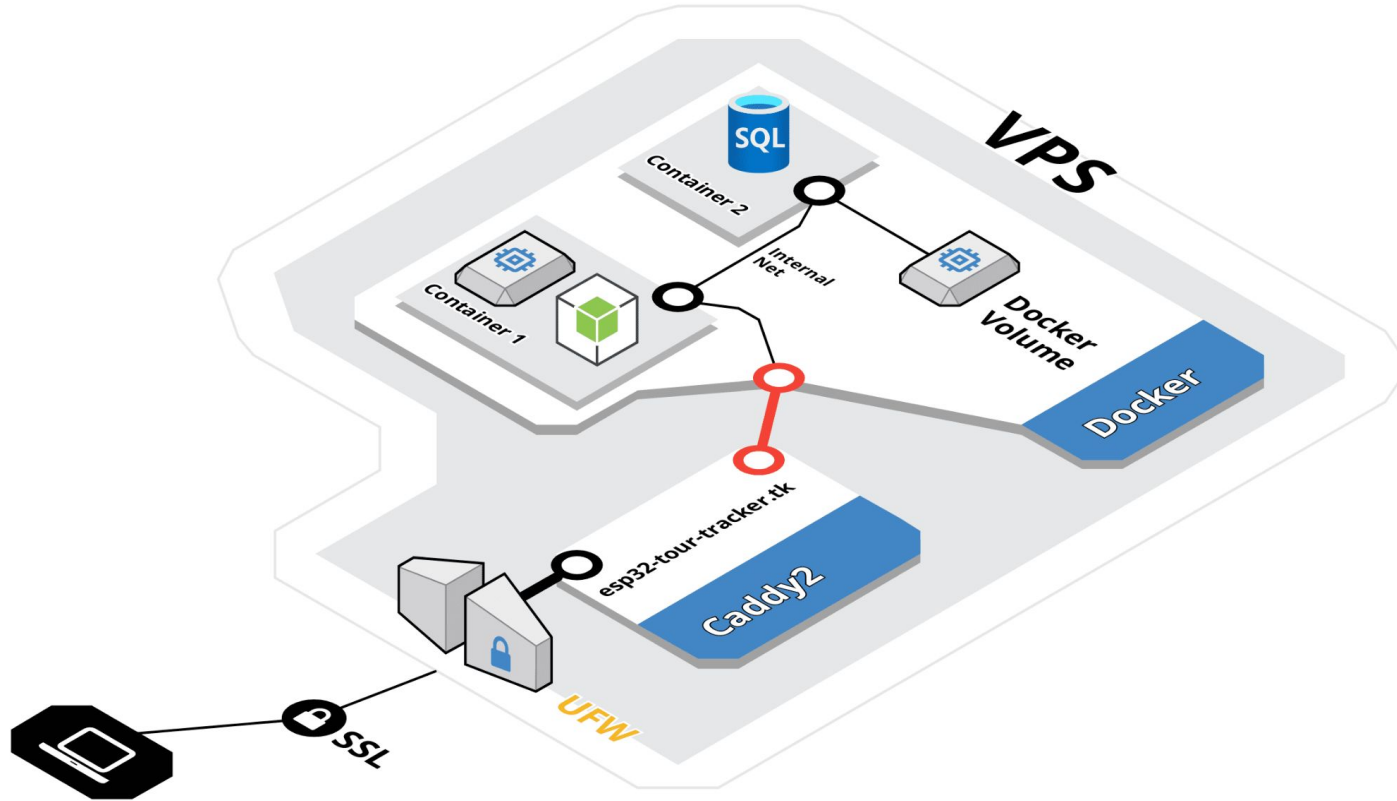 VPS
SQL
Container 2
Internal
Net
Container 1
Docker
Volume
Docker
esp32-tour-tracker.tk
Caddy2
UFW
SSL